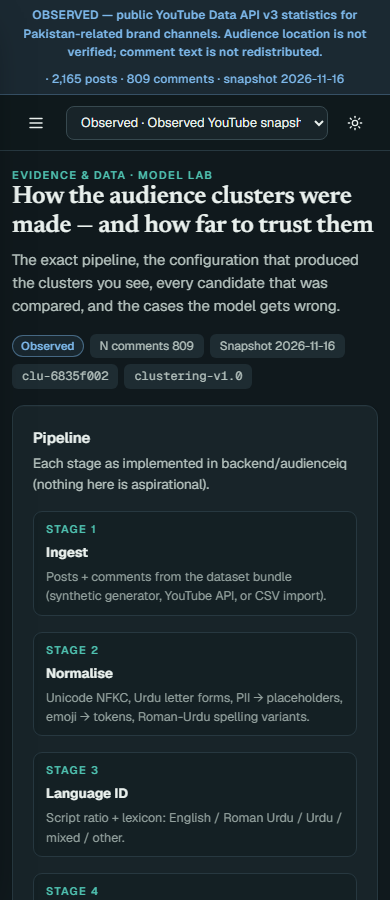 OBSERVED — public YouTube Data API v3 statistics for
Pakistan-related brand channels. Audience location is not
verified; comment text is not redistributed.
· 2,165 posts · 809 comments · snapshot 2026-11-16
Observed · Observed YouTube snapsh
EVIDENCE & DATA · MODEL LAB
How the audience clusters were
made — and how far to trust them
The exact pipeline, the configuration that produced
the clusters you see, every candidate that was
compared, and the cases the model gets wrong.
Observed N comments 809 Snapshot 2026-11-16
clu-6835f002 clustering-v1.0
Pipeline
Each stage as implemented in backend/audienceiq
(nothing here is aspirational).
STAGE 1
Ingest
Posts + comments from the dataset bundle
(synthetic generator, YouTube API, or CSV import).
STAGE 2
Normalise
Unicode NFKC, Urdu letter forms, PII → placeholders,
emoji → tokens, Roman-Urdu spelling variants.
STAGE 3
Language ID
Script ratio + lexicon: English / Roman Urdu / Urdu /
mixed / other.
STAGE 4